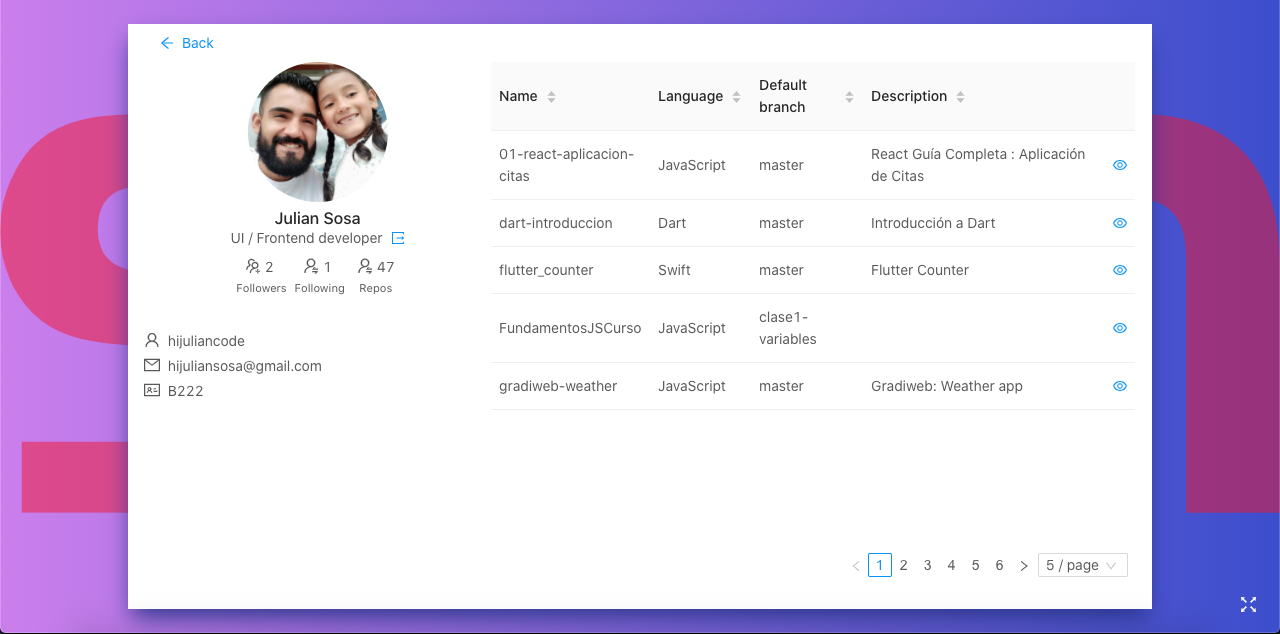 Back
Julian Sosa
UI / Frontend developer
2 1 47
Followers Following Repos
hijuliancode
hijuliansosa@gmail.com
B222
Name Language Default branch Description
01-react-aplicacion-citas JavaScript master React Guía Completa : Aplicación de Citas
dart-introduccion Dart master Introducción a Dart
flutter_counter Swift master Flutter Counter
FundamentosJSCurso JavaScript clase1-variables
gradiweb-weather JavaScript master Gradiweb: Weather app
1 2 3 4 5 6 5 / page